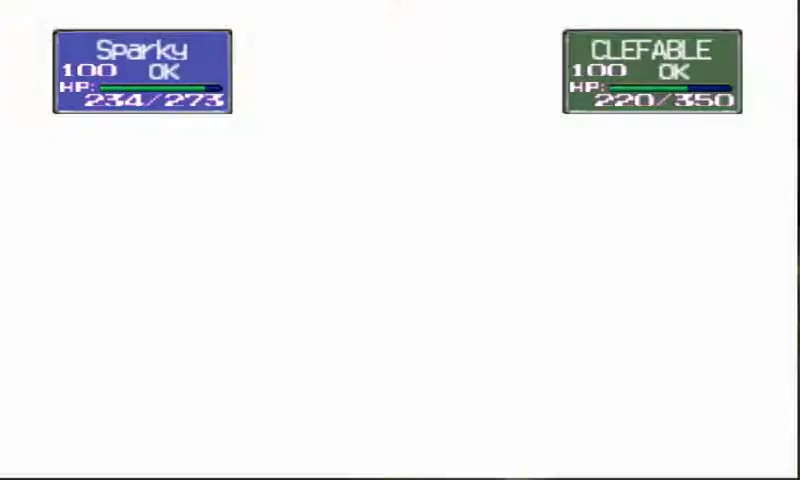 Sparky
100 OK
HP:
234/273
CLEFABLE
100 OK
HP:
220/350